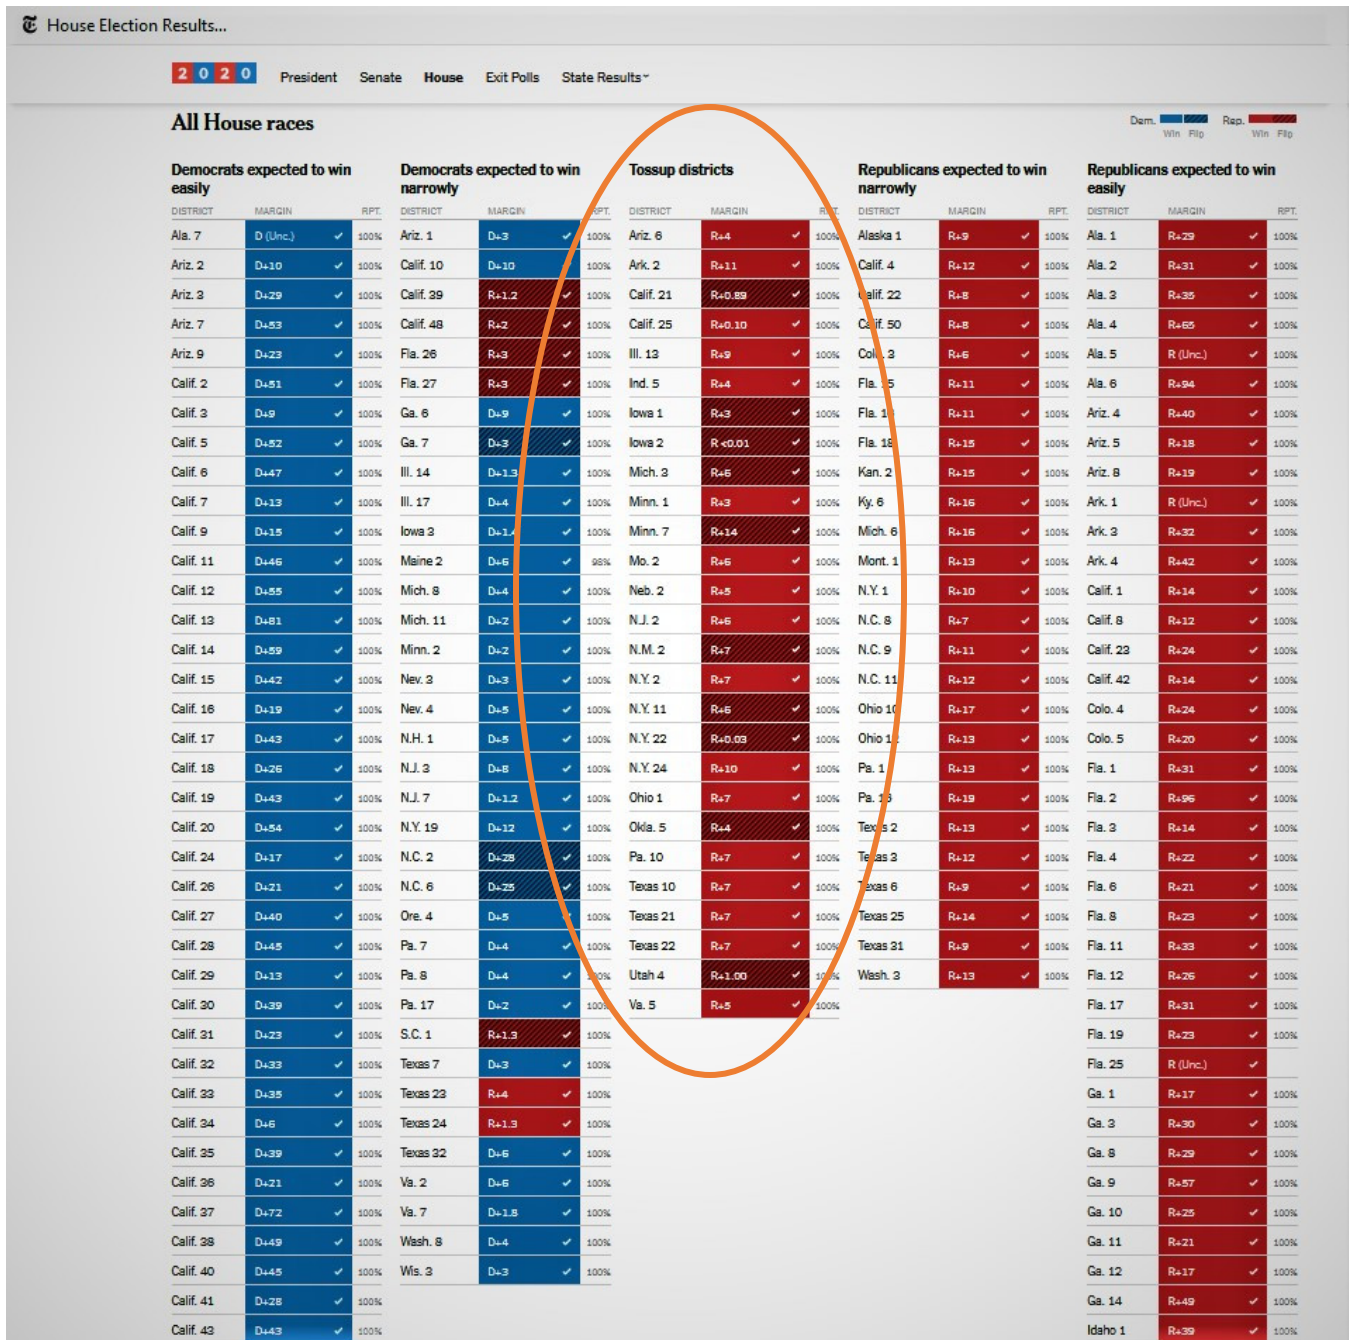 House Election Results...
2020 President Senate House Exit Polls State Results
All House races
Dem. Win Flip Rep. Win Flip
Democrats expected to win
easily
DISTRICT MARGIN RPT.
Ala. 7 D (Unc.) 100%
Ariz. 2 D+10 100%
Ariz. 3 D+29 100%
Ariz. 7 D+53 100%
Ariz. 9 D+23 100%
Calif. 2 D+51 100%
Calif. 3 D+9 100%
Calif. 5 D+52 100%
Calif. 6 D+47 100%
Calif. 7 D+13 100%
Calif. 9 D+15 100%
Calif. 11 D+46 100%
Calif. 12 D+55 100%
Calif. 13 D+81 100%
Calif. 14 D+59 100%
Calif. 15 D+42 100%
Calif. 16 D+19 100%
Calif. 17 D+43 100%
Calif. 18 D+26 100%
Calif. 19 D+43 100%
Calif. 20 D+54 100%
Calif. 24 D+17 100%
Calif. 26 D+21 100%
Calif. 27 D+40 100%
Calif. 28 D+45 100%
Calif. 29 D+13 100%
Calif. 30 D+39 100%
Calif. 31 D+23 100%
Calif. 32 D+33 100%
Calif. 33 D+35 100%
Calif. 34 D+6 100%
Calif. 35 D+39 100%
Calif. 36 D+21 100%
Calif. 37 D+72 100%
Calif. 38 D+49 100%
Calif. 40 D+45 100%
Calif. 41 D+28 100%
Calif. 43 D+43 100%
Democrats expected to win
narrowly
DISTRICT MARGIN RPT.
Ariz. 1 D+3 100%
Calif. 10 D+10 100%
Calif. 39 R+1.2 100%
Calif. 48 R+2 100%
Fla. 26 R+3 100%
Fla. 27 R+3 100%
Ga. 6 D+9 100%
Ga. 7 D+3 100%
Ill. 14 D+1.3 100%
Ill. 17 D+4 100%
Iowa 3 D+1.4 100%
Maine 2 D+6 98%
Mich. 8 D+4 100%
Mich. 11 D+2 100%
Minn. 2 D+2 100%
Nev. 3 D+3 100%
Nev. 4 D+5 100%
N.H. 1 D+5 100%
N.J. 3 D+8 100%
N.J. 7 D+1.2 100%
N.Y. 19 D+12 100%
N.C. 2 D+28 100%
N.C. 6 D+25 100%
Ore. 4 D+5 100%
Pa. 7 D+4 100%
Pa. 8 D+4 100%
Pa. 17 D+2 100%
S.C. 1 R+1.3 100%
Texas 7 D+3 100%
Texas 23 R+4 100%
Texas 24 R+1.3 100%
Texas 32 D+6 100%
Va. 2 D+6 100%
Va. 7 D+1.8 100%
Wash. 8 D+4 100%
Wis. 3 D+3 100%
Tossup districts
DISTRICT MARGIN RPT.
Ariz. 6 R+4 100%
Ark. 2 R+11 100%
Calif. 21 R+0.89 100%
Calif. 25 R+0.10 100%
Ill. 13 R+9 100%
Ind. 5 R+4 100%
Iowa 1 R+3 100%
Iowa 2 R <0.01 100%
Mich. 3 R+6 100%
Minn. 1 R+3 100%
Minn. 7 R+14 100%
Mo. 2 R+6 100%
Neb. 2 R+5 100%
N.J. 2 R+6 100%
N.M. 2 R+7 100%
N.Y. 2 R+7 100%
N.Y. 11 R+6 100%
N.Y. 22 R+0.03 100%
N.Y. 24 R+10 100%
Ohio 1 R+7 100%
Okla. 5 R+4 100%
Pa. 10 R+7 100%
Texas 10 R+7 100%
Texas 21 R+7 100%
Texas 22 R+7 100%
Utah 4 R+1.00 100%
Va. 5 R+5 100%
Republicans expected to win
narrowly
DISTRICT MARGIN RPT.
Alaska 1 R+9 100%
Calif. 4 R+12 100%
Calif. 22 R+8 100%
Calif. 50 R+8 100%
Colo. 3 R+6 100%
Fla. R+11 100%
Fla. R+11 100%
Fla. 18 R+15 100%
Kan. 2 R+15 100%
Ky. 6 R+16 100%
Mich. 6 R+16 100%
Mont. 1 R+13 100%
N.Y. 1 R+10 100%
N.C. 8 R+7 100%
N.C. 9 R+11 100%
N.C. 11 R+12 100%
Ohio 10 R+17 100%
Ohio R+13 100%
Pa. 1 R+13 100%
Pa. R+19 100%
Texas 2 R+13 100%
Texas 3 R+12 100%
Texas 6 R+9 100%
Texas 25 R+14 100%
Texas 31 R+9 100%
Wash. 3 R+13 100%
Republicans expected to win
easily
DISTRICT MARGIN RPT.
Ala. 1 R+29 100%
Ala. 2 R+31 100%
Ala. 3 R+35 100%
Ala. 4 R+65 100%
Ala. 5 R (Unc.) 100%
Ala. 6 R+94 100%
Ariz. 4 R+40 100%
Ariz. 5 R+18 100%
Ariz. 8 R+19 100%
Ark. 1 R (Unc.) 100%
Ark. 3 R+32 100%
Ark. 4 R+42 100%
Calif. 1 R+14 100%
Calif. 8 R+12 100%
Calif. 23 R+24 100%
Calif. 42 R+14 100%
Colo. 4 R+24 100%
Colo. 5 R+20 100%
Fla. 1 R+31 100%
Fla. 2 R+96 100%
Fla. 3 R+14 100%
Fla. 4 R+22 100%
Fla. 6 R+21 100%
Fla. 8 R+23 100%
Fla. 11 R+33 100%
Fla. 12 R+26 100%
Fla. 17 R+31 100%
Fla. 19 R+23 100%
Fla. 25 R (Unc.)
Ga. 1 R+17 100%
Ga. 3 R+30 100%
Ga. 8 R+29 100%
Ga. 9 R+57 100%
Ga. 10 R+25 100%
Ga. 11 R+21 100%
Ga. 12 R+17 100%
Ga. 14 R+49 100%
Idaho 1 R+39 100%